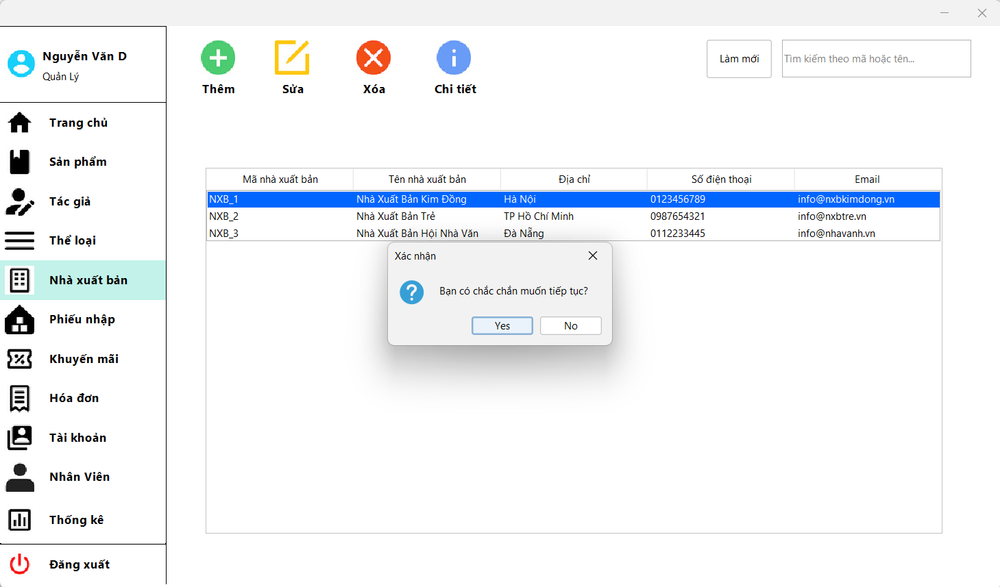 Nguyễn Văn D
Quản Lý
Trang chủ
Sản phẩm
Tác giả
Thể loại
Nhà xuất bản
Phiếu nhập
Khuyến mãi
Hóa đơn
Tài khoản
Nhân Viên
Thống kê
Đăng xuất
Thêm Sửa Xóa Chi tiết
Làm mới Tìm kiếm theo mã hoặc tên...
Mã nhà xuất bản Tên nhà xuất bản Địa chỉ Số điện thoại Email
NXB_1 Nhà Xuất Bản Kim Đồng Hà Nội 0123456789 info@nxbkimdong.vn
NXB_2 Nhà Xuất Bản Trẻ TP Hồ Chí Minh 0987654321 info@nxbtre.vn
NXB_3 Nhà Xuất Bản Hội Nhà Văn Đà Nẵng 0112233445 info@nhavanh.vn
Xác nhận
Bạn có chắc chắn muốn tiếp tục?
Yes No